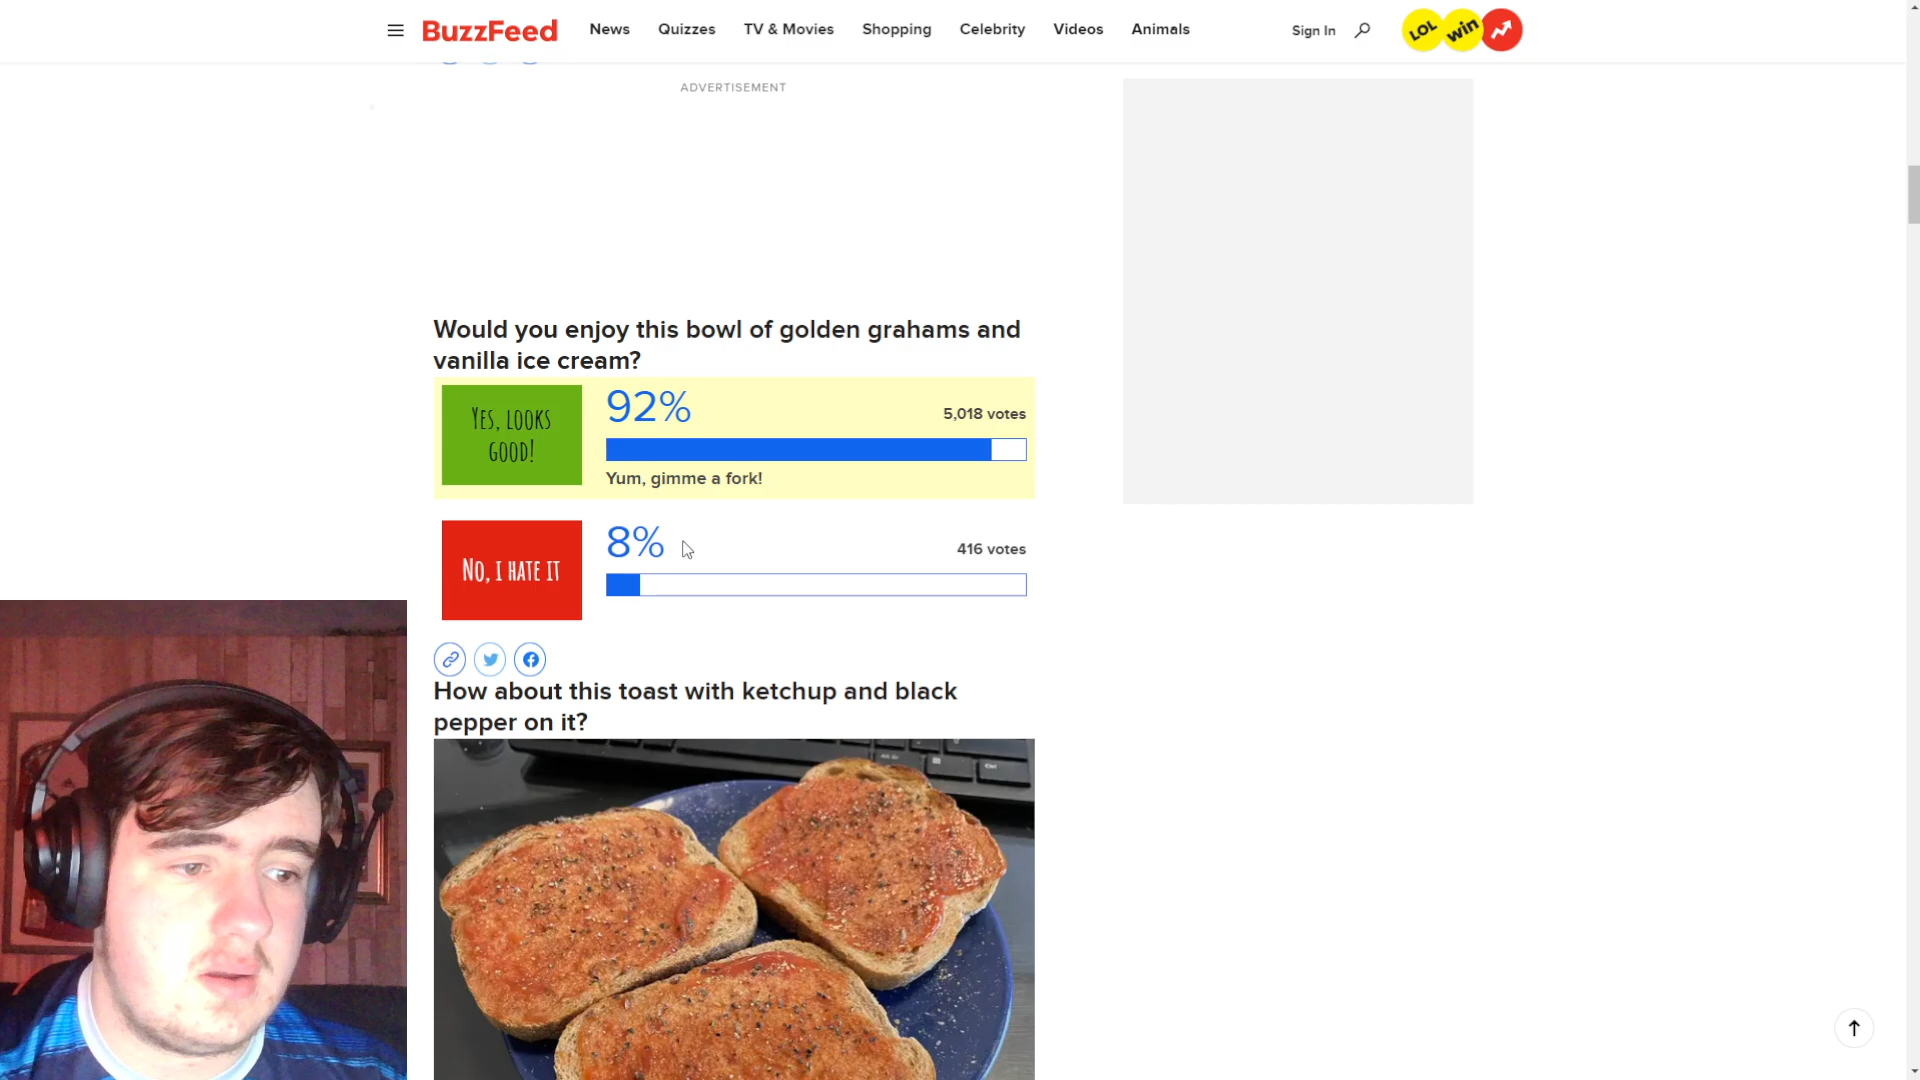 BuzzFeed News Quizzes TV & Movies Shopping Celebrity Videos Animals Sign In LOL win
ADVERTISEMENT
Would you enjoy this bowl of golden grahams and
vanilla ice cream?
YES, LOOKS
GOOD!
92%
5,018 votes
Yum, gimme a fork!
NO, I HATE IT
8%
416 votes
How about this toast with ketchup and black
pepper on it?